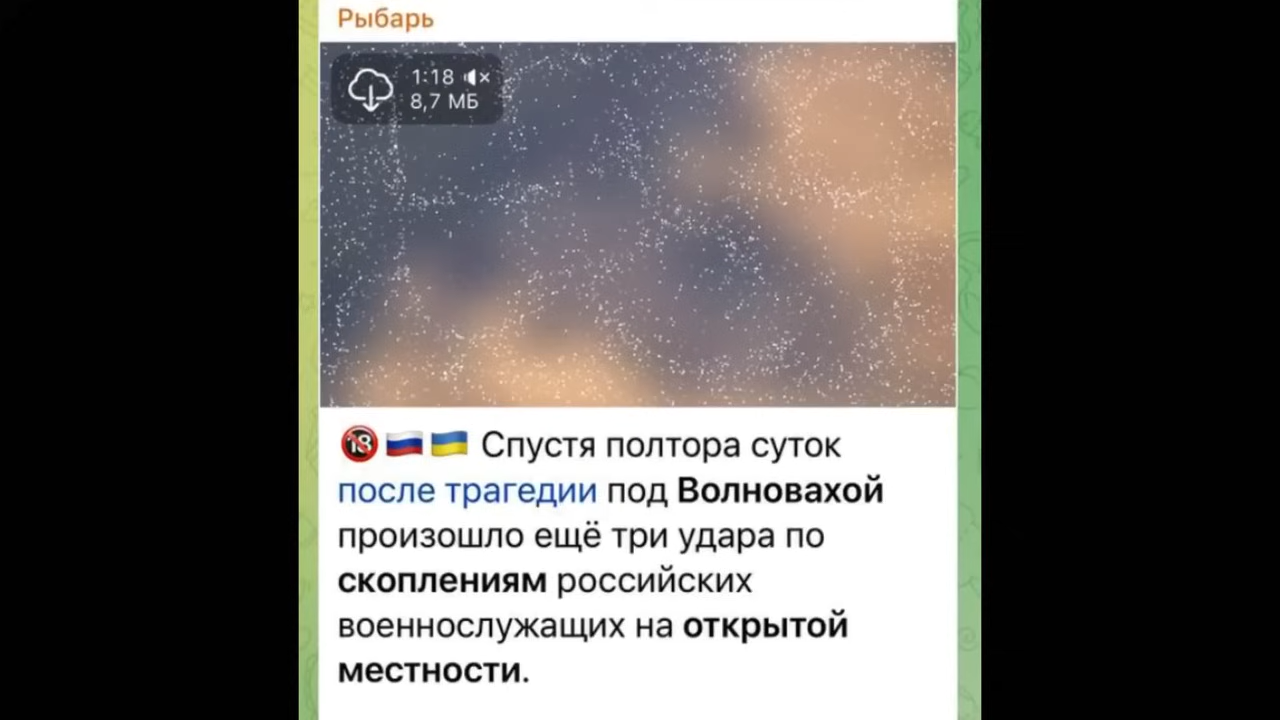 Рыбарь
1:18
8,7 МБ
🔞🇷🇺🇺🇦 Спустя полтора суток
после трагедии под Волновахой
произошло ещё три удара по
скоплениям российских
военнослужащих на открытой
местности.